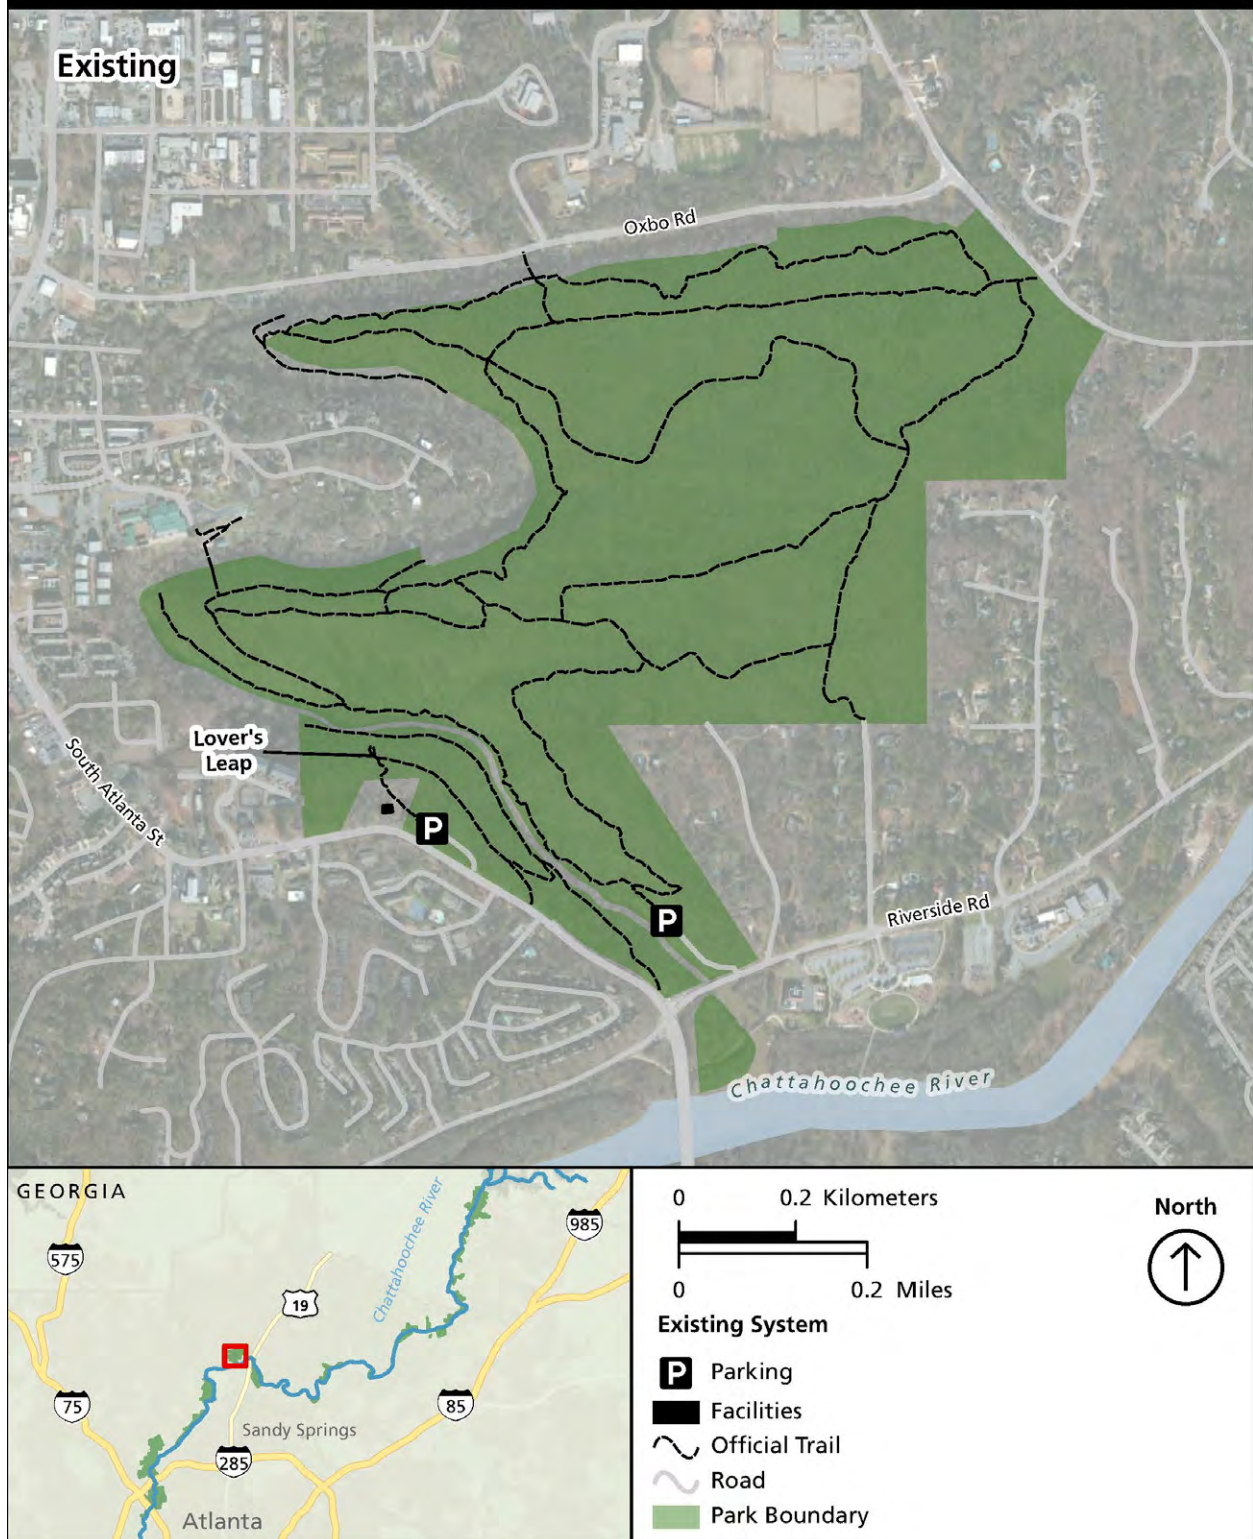 Existing
Oxbo Rd
Lover's
Leap
South Atlanta St
P
P
Riverside Rd
Chattahoochee River
GEORGIA
575
985
19
Chattahoochee River
75
85
Sandy Springs
285
Atlanta
0 0.2 Kilometers
0 0.2 Miles
North
Existing System
P Parking
Facilities
Official Trail
Road
Park Boundary